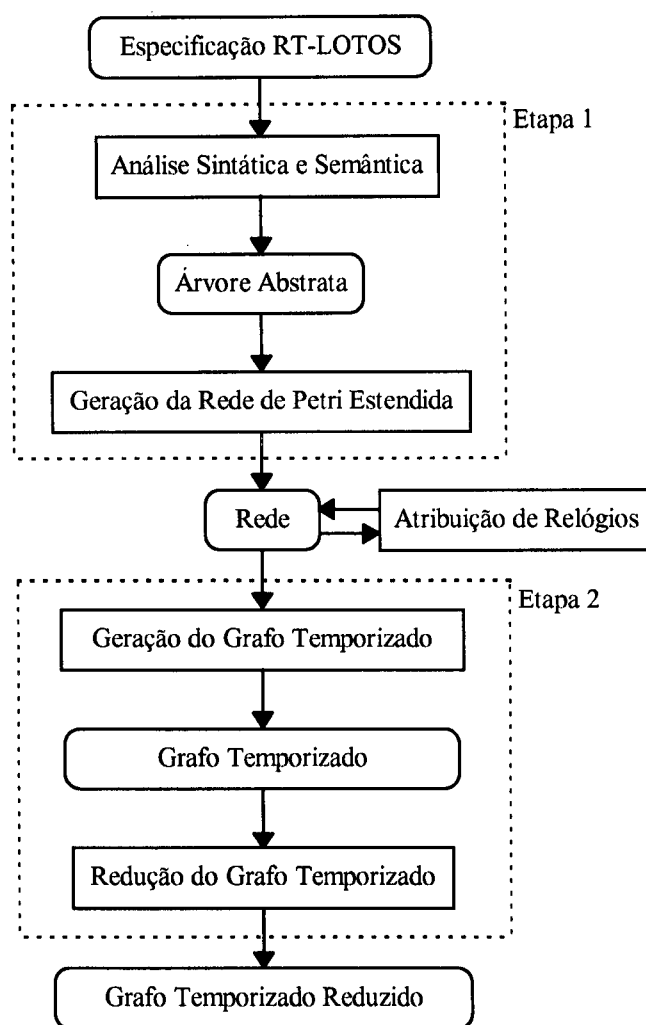 Especificação RT-LOTOS
Etapa 1
Análise Sintática e Semântica
Árvore Abstrata
Geração da Rede de Petri Estendida
Rede
Atribuição de Relógios
Etapa 2
Geração do Grafo Temporizado
Grafo Temporizado
Redução do Grafo Temporizado
Grafo Temporizado Reduzido